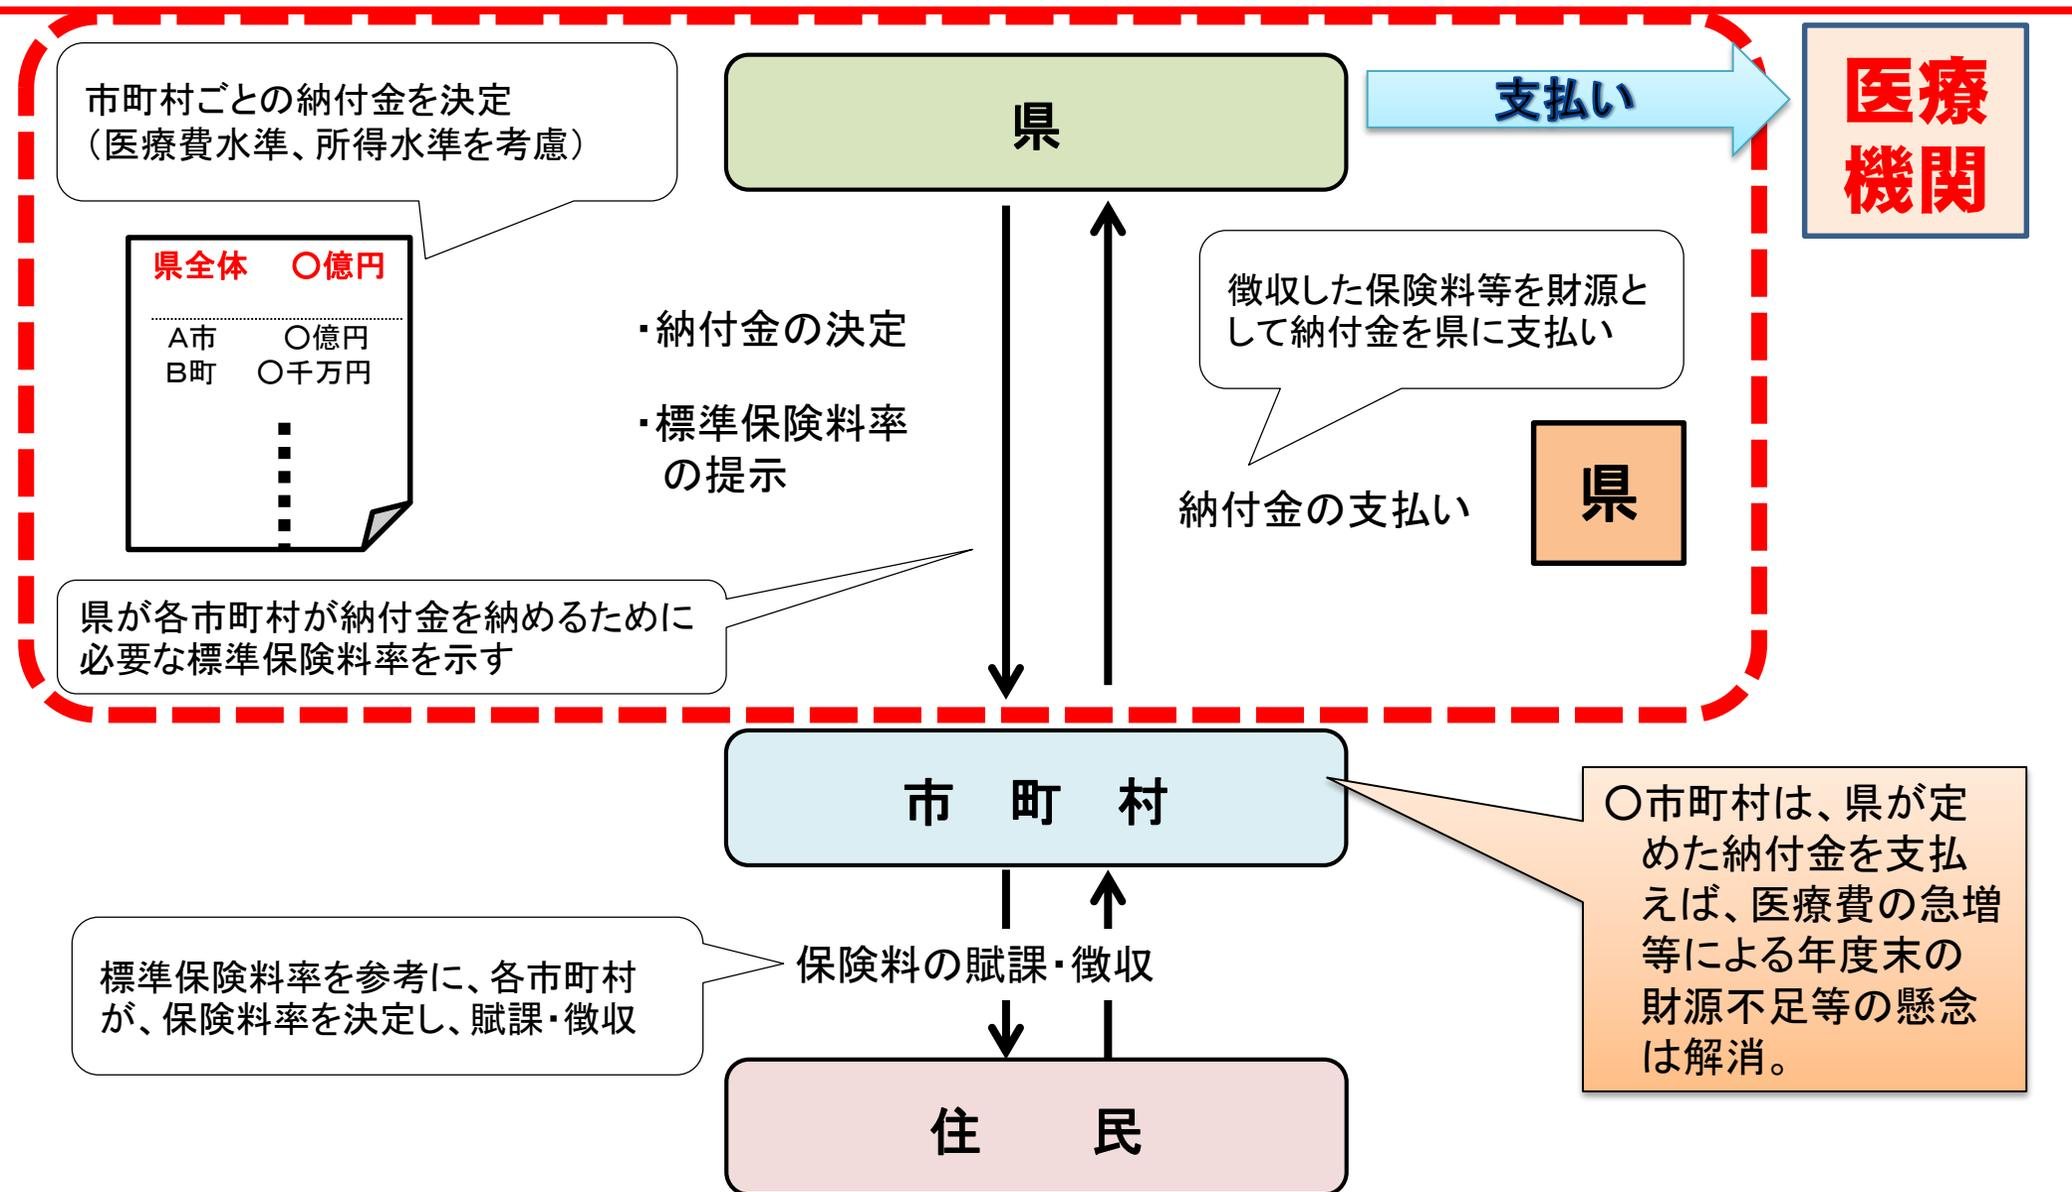 市町村ごとの納付金を決定
（医療費水準、所得水準を考慮）
県
支払い
医療
機関
県全体　〇億円
A市　〇億円
B町　〇千万円
・納付金の決定
・標準保険料率
の提示
徴収した保険料等を財源と
して納付金を県に支払い
納付金の支払い
県
県が各市町村が納付金を納めるために
必要な標準保険料率を示す
市　町　村
〇市町村は、県が定
めた納付金を支払
えば、医療費の急増
等による年度末の
財源不足等の懸念
は解消。
標準保険料率を参考に、各市町村
が、保険料率を決定し、賦課・徴収
保険料の賦課・徴収
住　民